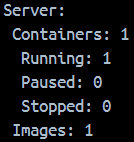 Server:
Containers: 1
Running: 1
Paused: 0
Stopped: 0
Images: 1